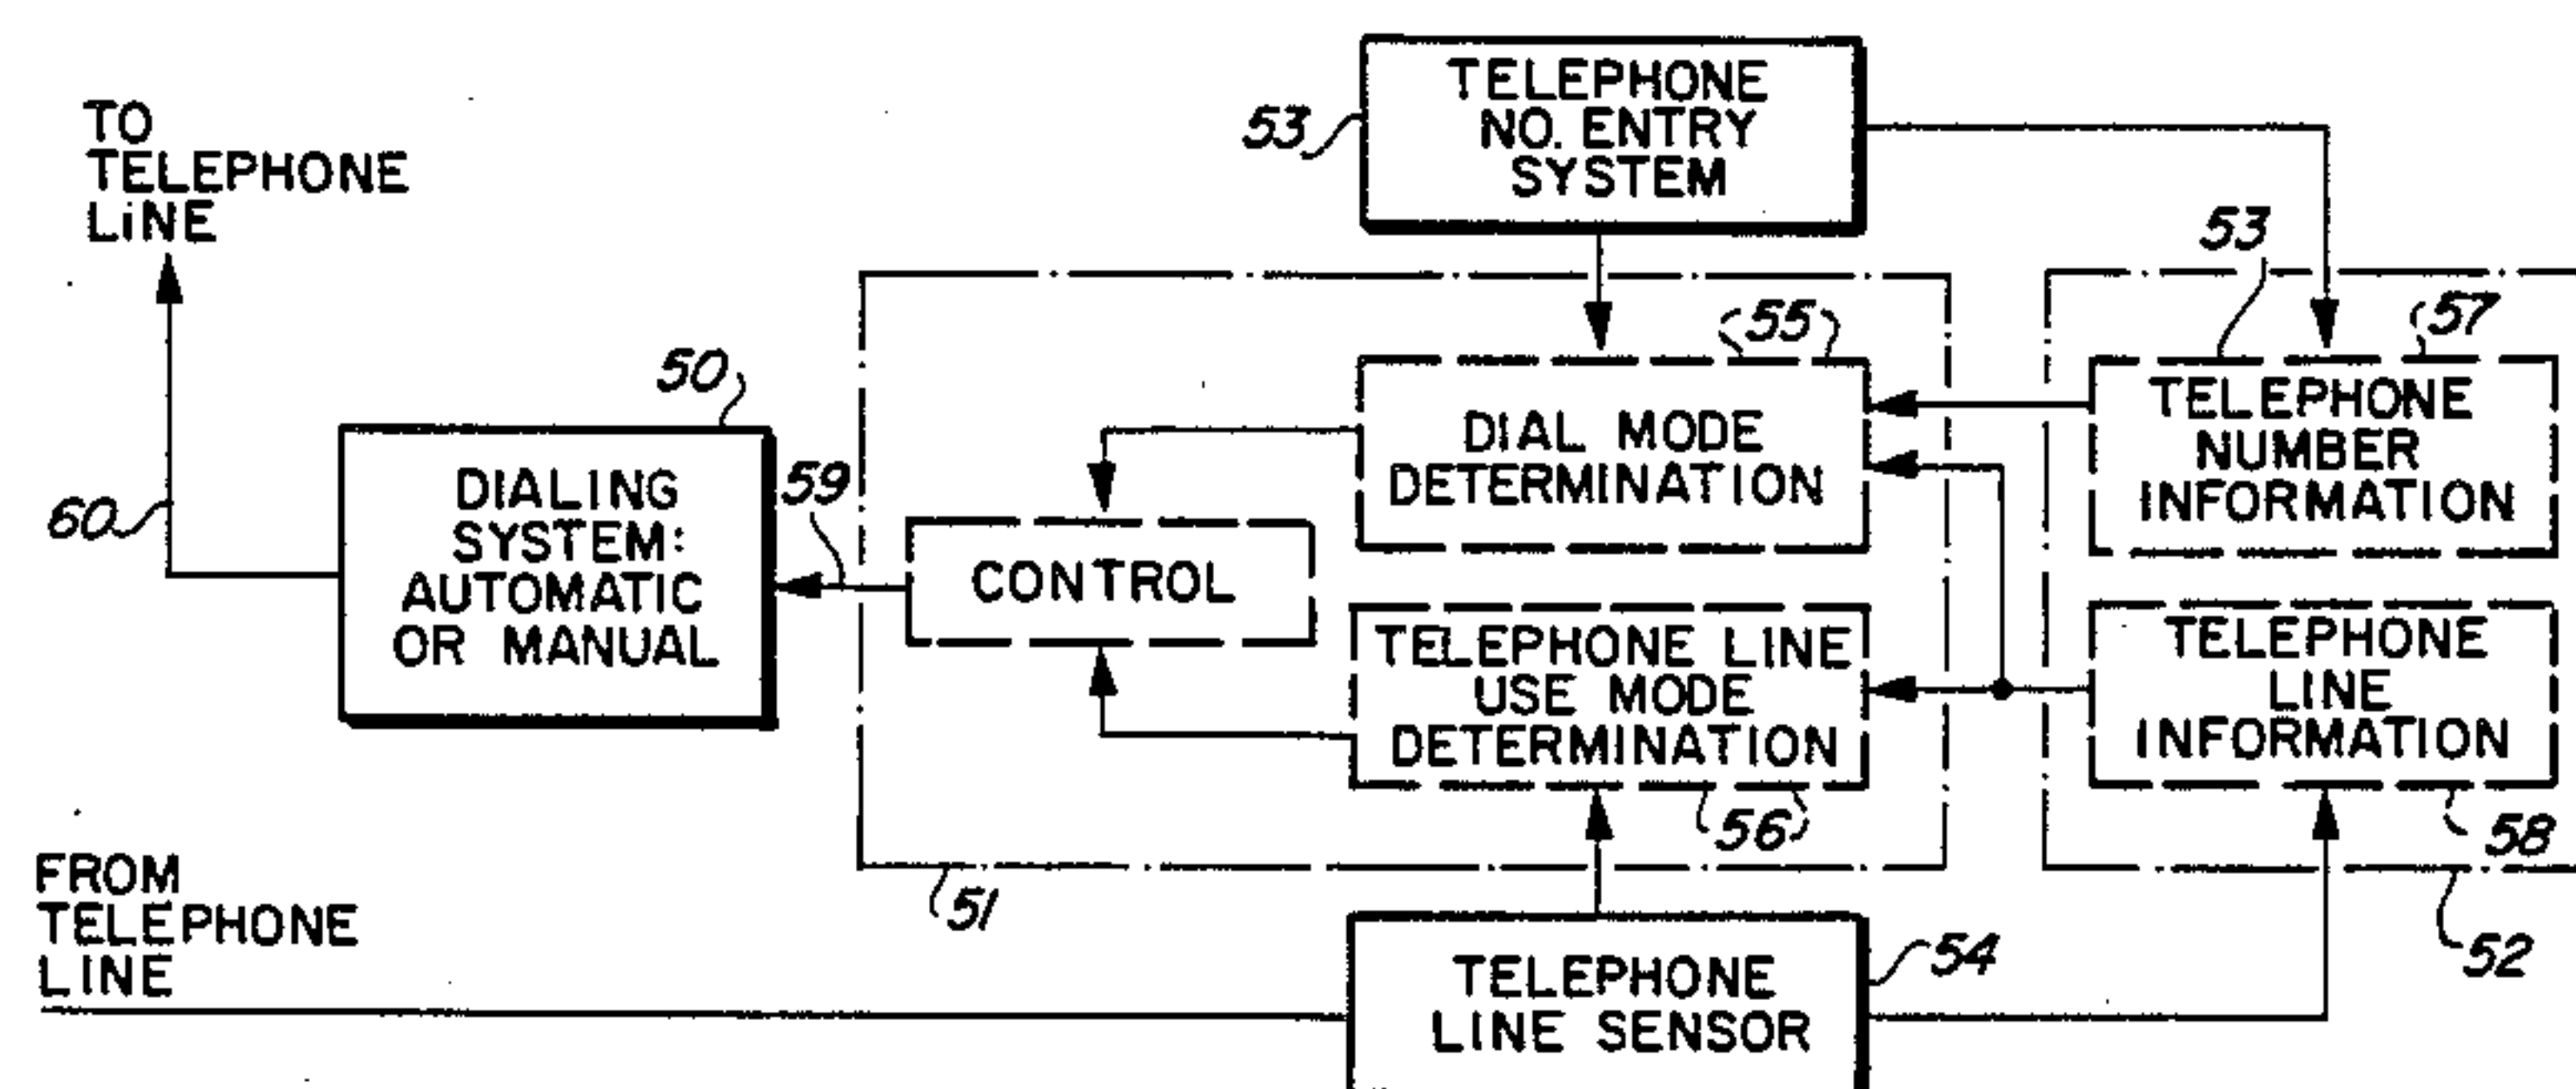 TO
TELEPHONE
LiNE
60
50
DIALING
SYSTEM:
AUTOMATIC
OR MANUAL
59
53
TELEPHONE
NO. ENTRY
SYSTEM
CONTROL
55
DIAL MODE
DETERMINATION
TELEPHONE LINE
USE MODE
DETERMINATION
56
51
53
57
TELEPHONE
NUMBER
INFORMATION
TELEPHONE
LINE
INFORMATION
58
52
FROM
TELEPHONE
LINE
TELEPHONE
LINE SENSOR
54